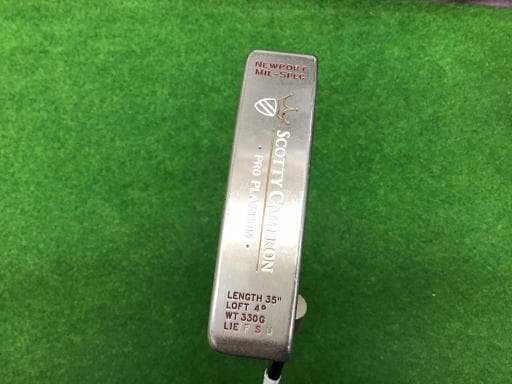 NEWPORT
MIL-SPEC
SCOTTY CAMERON
• PRO PLATINUM •
LENGTH 35"
LOFT 4°
WT 330G
LIE F S U